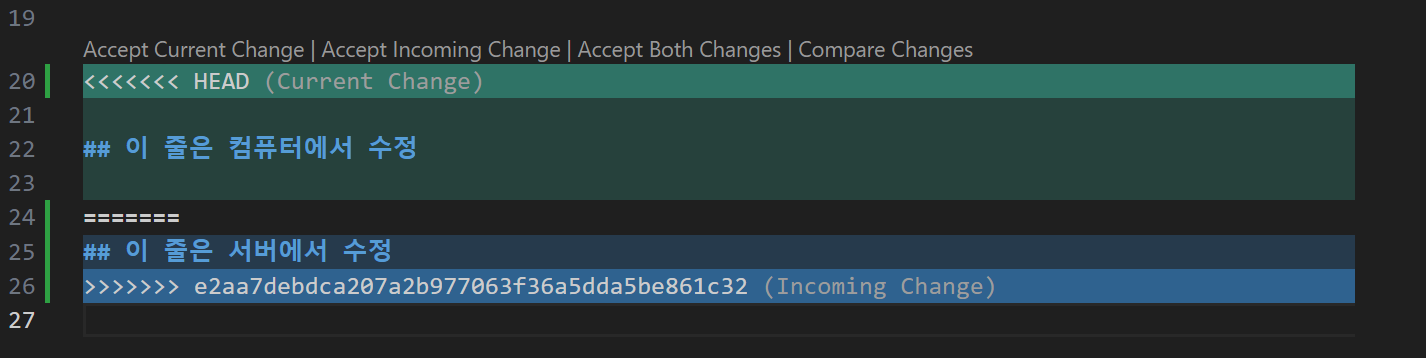 19
Accept Current Change | Accept Incoming Change | Accept Both Changes | Compare Changes
20 <<<<<<< HEAD (Current Change)
21
22 ## 이 줄은 컴퓨터에서 수정
23
24 =======
25 ## 이 줄은 서버에서 수정
26 >>>>>>> e2aa7debdca207a2b977063f36a5dda5be861c32 (Incoming Change)
27